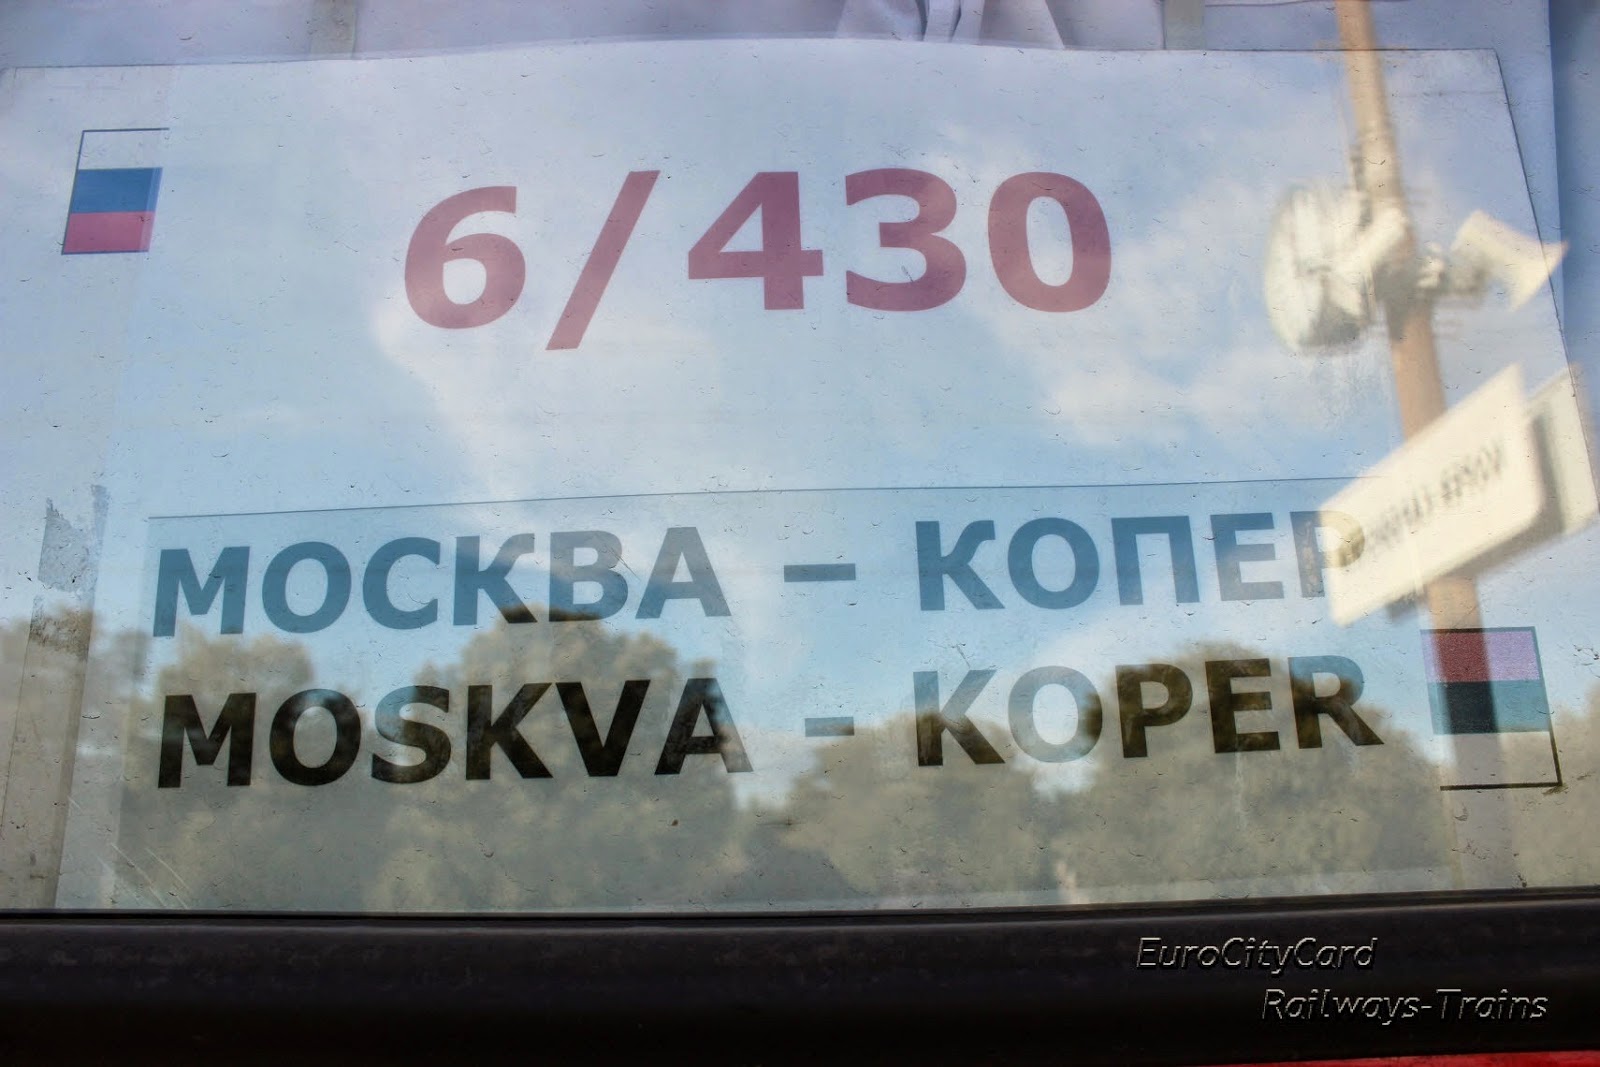 6/430
МОСКВА – КОПЕР
MOSKVA - KOPER
EuroCityCard
Railways-Trains